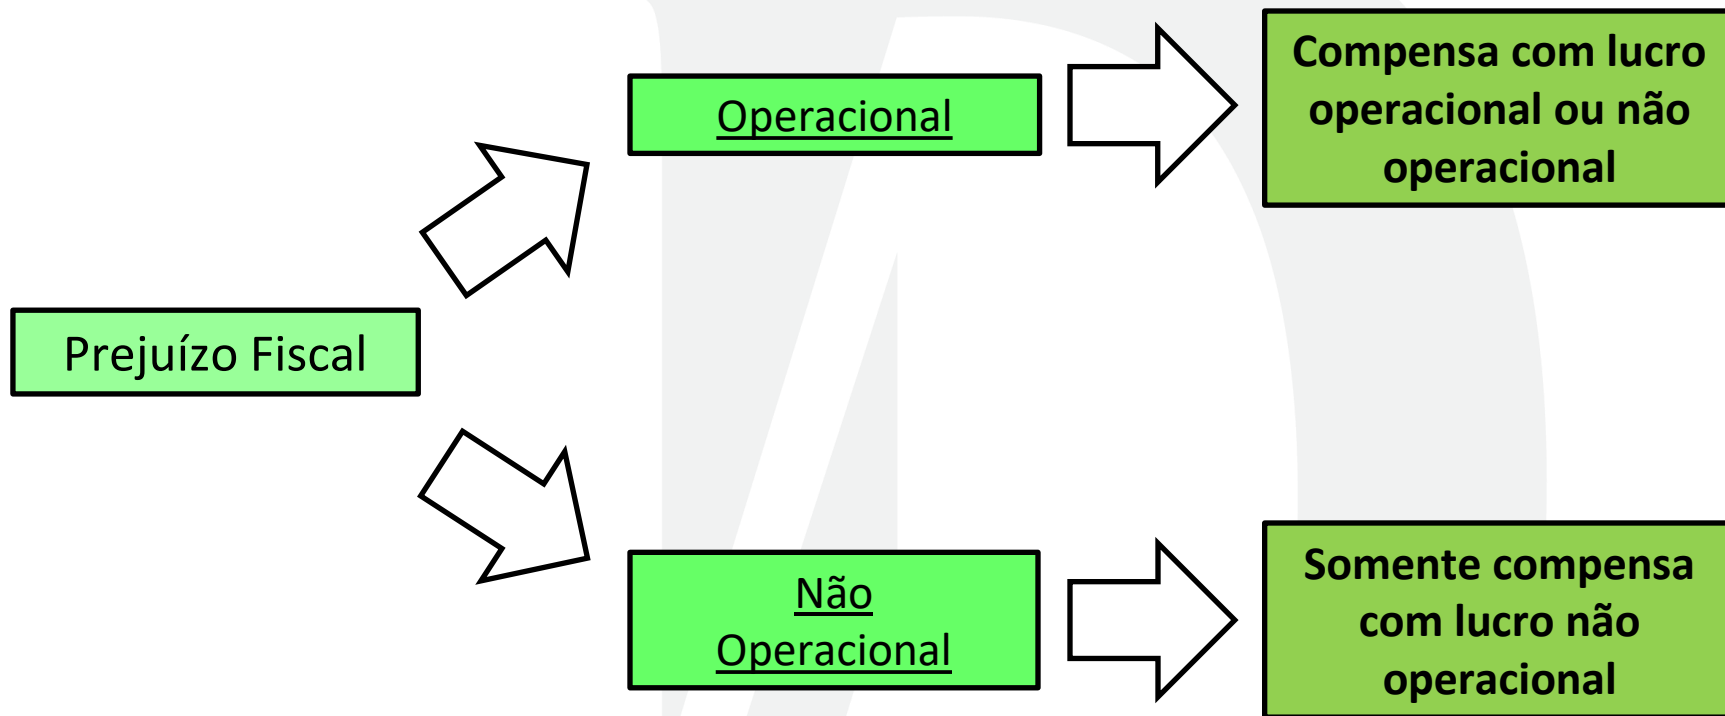 Prejuízo Fiscal
Operacional
Compensa com lucro
operacional ou não
operacional
Não
Operacional
Somente compensa
com lucro não
operacional